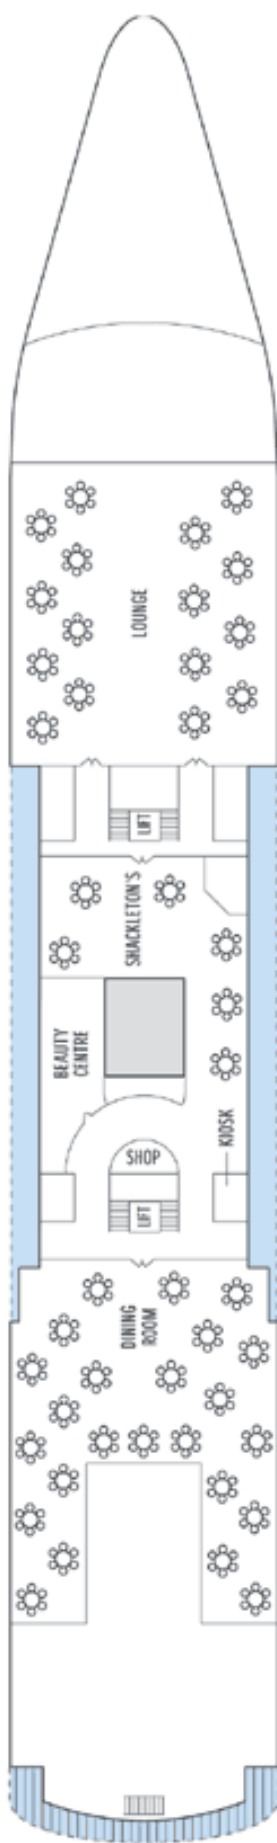 LOUNGE
LIFT
SHACKLETON'S
BEAUTY
CENTRE
KIOSK
SHOP
LIFT
DINING
ROOM